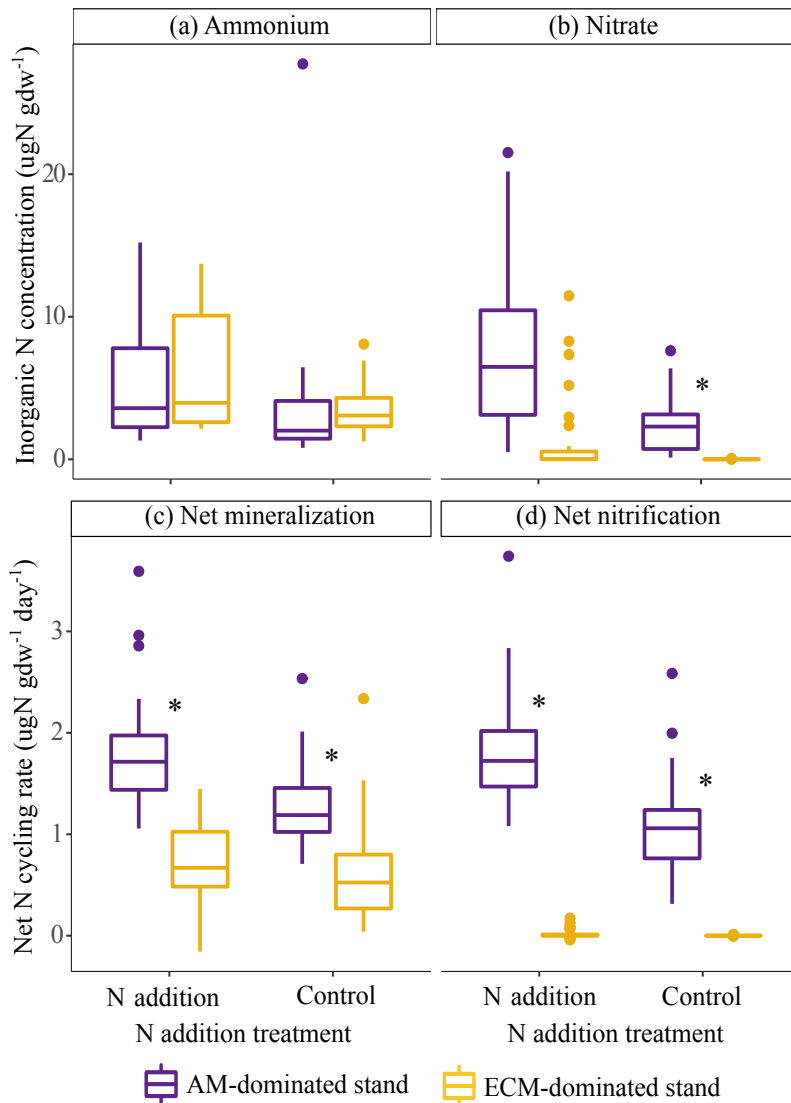 (a) Ammonium
(b) Nitrate
Inorganic N concentration (ugN gdw⁻¹)
20
10
0
*
(c) Net mineralization
(d) Net nitrification
Net N cycling rate (ugN gdw⁻¹ day⁻¹)
3
2
1
0
*
*
*
*
N addition
Control
N addition
Control
N addition treatment
N addition treatment
AM-dominated stand
ECM-dominated stand